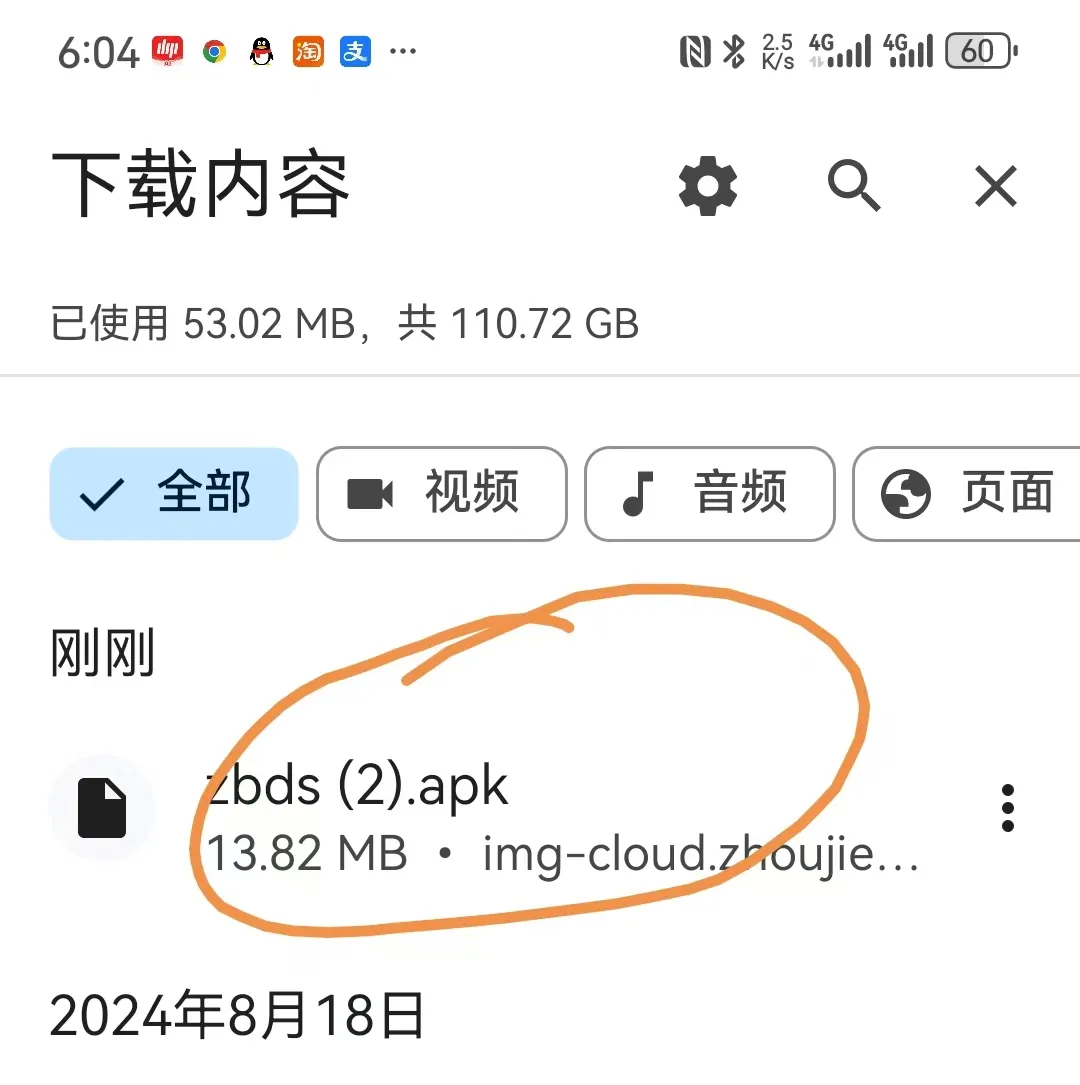 6:04 淘 支 ... 2.5 K/s 4G 4G 60
下载内容
已使用 53.02 MB，共 110.72 GB
全部 视频 音频 页面
刚刚
zbds (2).apk
13.82 MB • img-cloud.zhoujie...
2024年8月18日